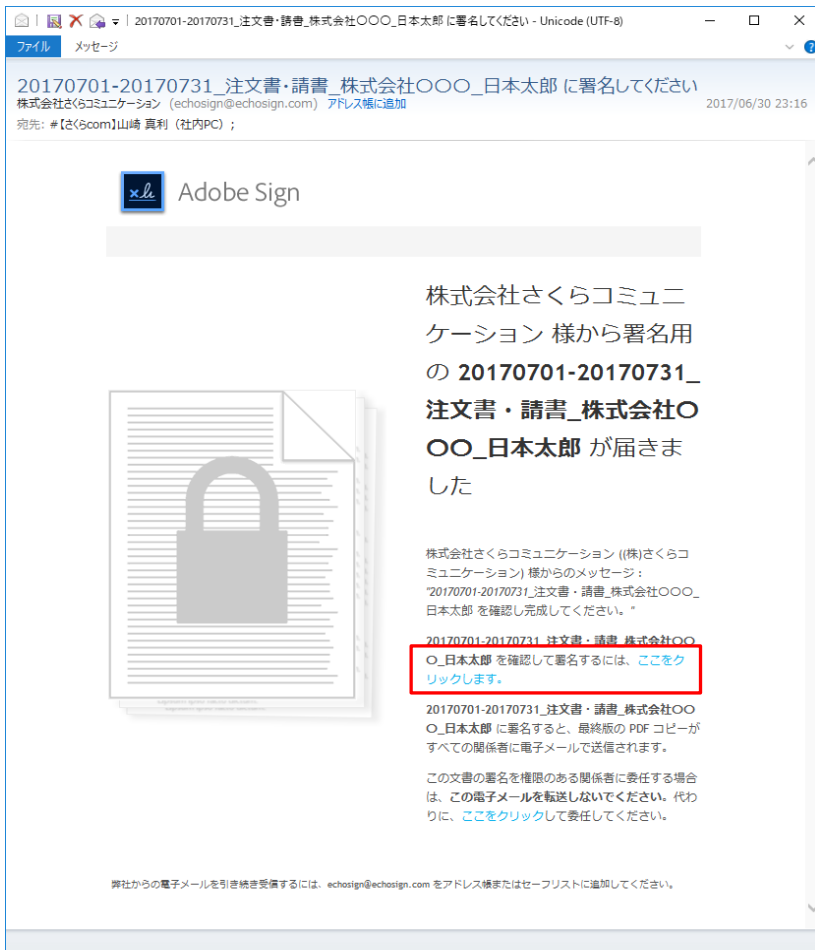 20170701-20170731_注文書・請書_株式会社〇〇〇_日本太郎 に署名してください - Unicode (UTF-8)
ファイル メッセージ
20170701-20170731_注文書・請書_株式会社〇〇〇_日本太郎 に署名してください
株式会社さくらコミュニケーション (echosign@echosign.com) アドレス帳に追加
2017/06/30 23:16
宛先: #【さくらcom】山崎 真利（社内PC）;
Adobe Sign
株式会社さくらコミュニ
ケーション 様から署名用
の 20170701-20170731_
注文書・請書_株式会社〇
〇〇_日本太郎 が届きま
した
株式会社さくらコミュニケーション ((株)さくらコ
ミュニケーション) 様からのメッセージ：
"20170701-20170731_注文書・請書_株式会社〇〇〇_
日本太郎 を確認し完成してください。"
20170701-20170731_注文書・請書_株式会社〇〇
〇_日本太郎 を確認して署名するには、ここをク
リックします。
20170701-20170731_注文書・請書_株式会社〇〇
〇_日本太郎 に署名すると、最終版の PDF コピーが
すべての関係者に電子メールで送信されます。
この文書の署名を権限のある関係者に委任する場合
は、この電子メールを転送しないでください。代わ
りに、ここをクリックして委任してください。
弊社からの電子メールを引き続き受信するには、echosign@echosign.com をアドレス帳またはセーフリストに追加してください。